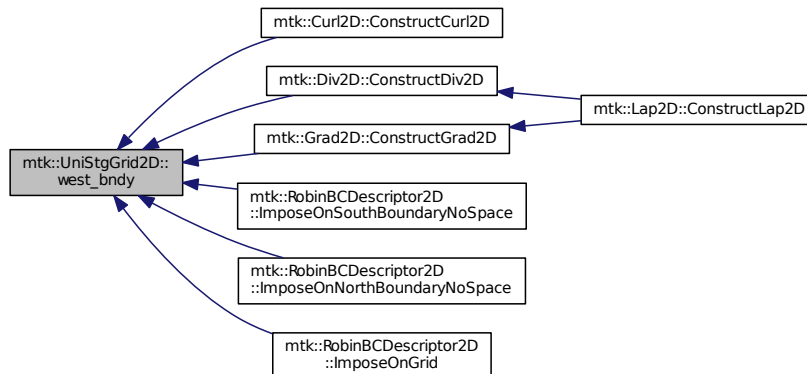 mtk::Curl2D::ConstructCurl2D
mtk::Div2D::ConstructDiv2D
mtk::Lap2D::ConstructLap2D
mtk::Grad2D::ConstructGrad2D
mtk::UniStgGrid2D::
west_bndy
mtk::RobinBCDescriptor2D
::ImposeOnSouthBoundaryNoSpace
mtk::RobinBCDescriptor2D
::ImposeOnNorthBoundaryNoSpace
mtk::RobinBCDescriptor2D
::ImposeOnGrid